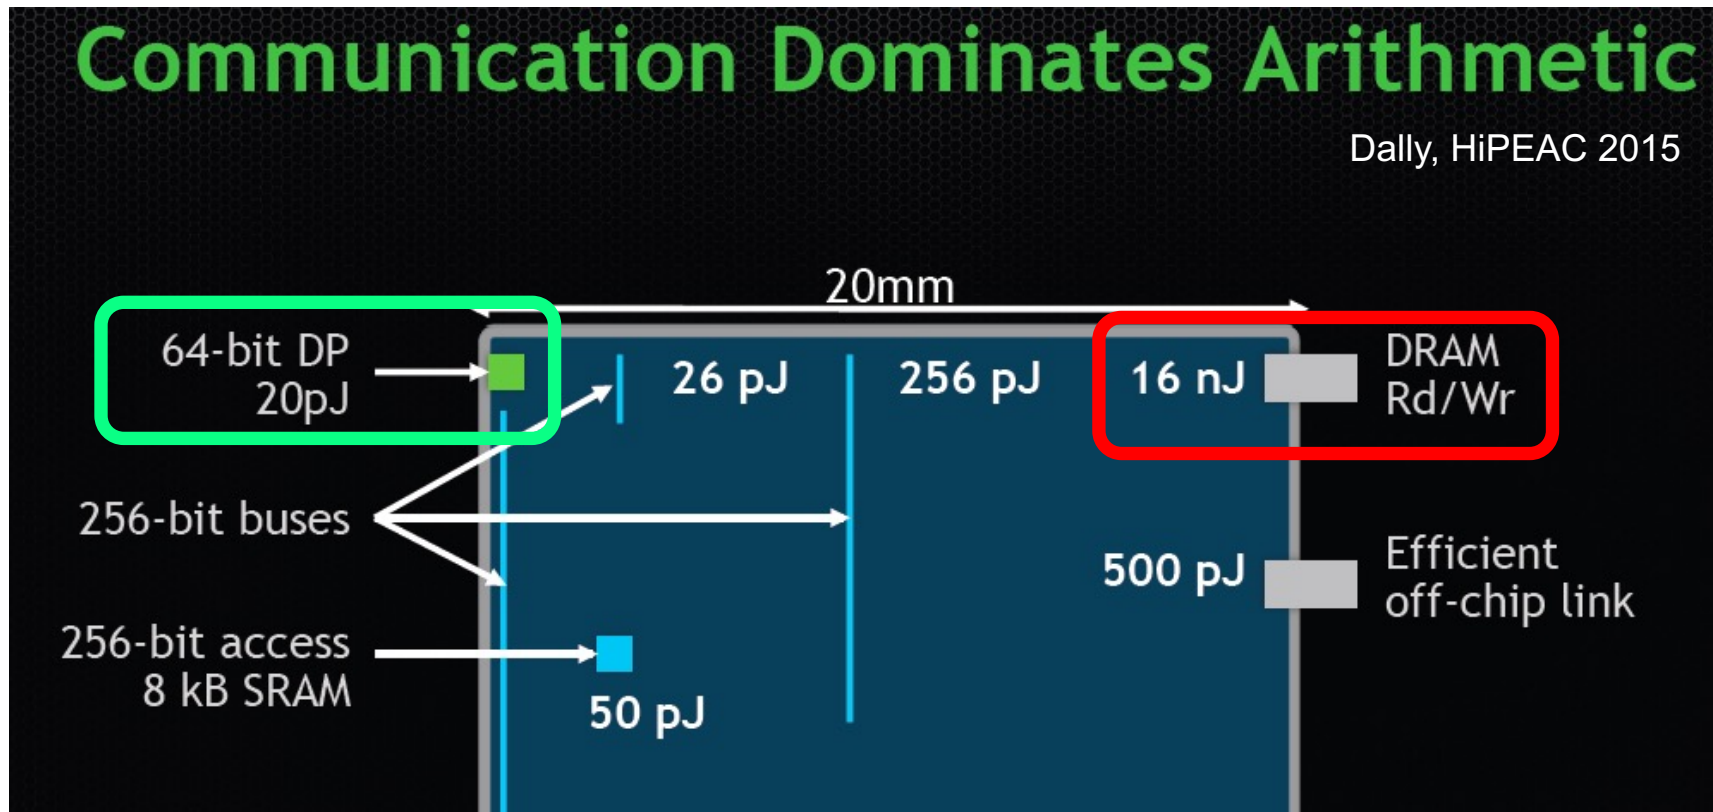 Communication Dominates Arithmetic
Dally, HiPEAC 2015
20mm
64-bit DP
20pJ
26 pJ
256 pJ
16 nJ
DRAM
Rd/Wr
256-bit buses
500 pJ
Efficient
off-chip link
256-bit access
8 kB SRAM
50 pJ